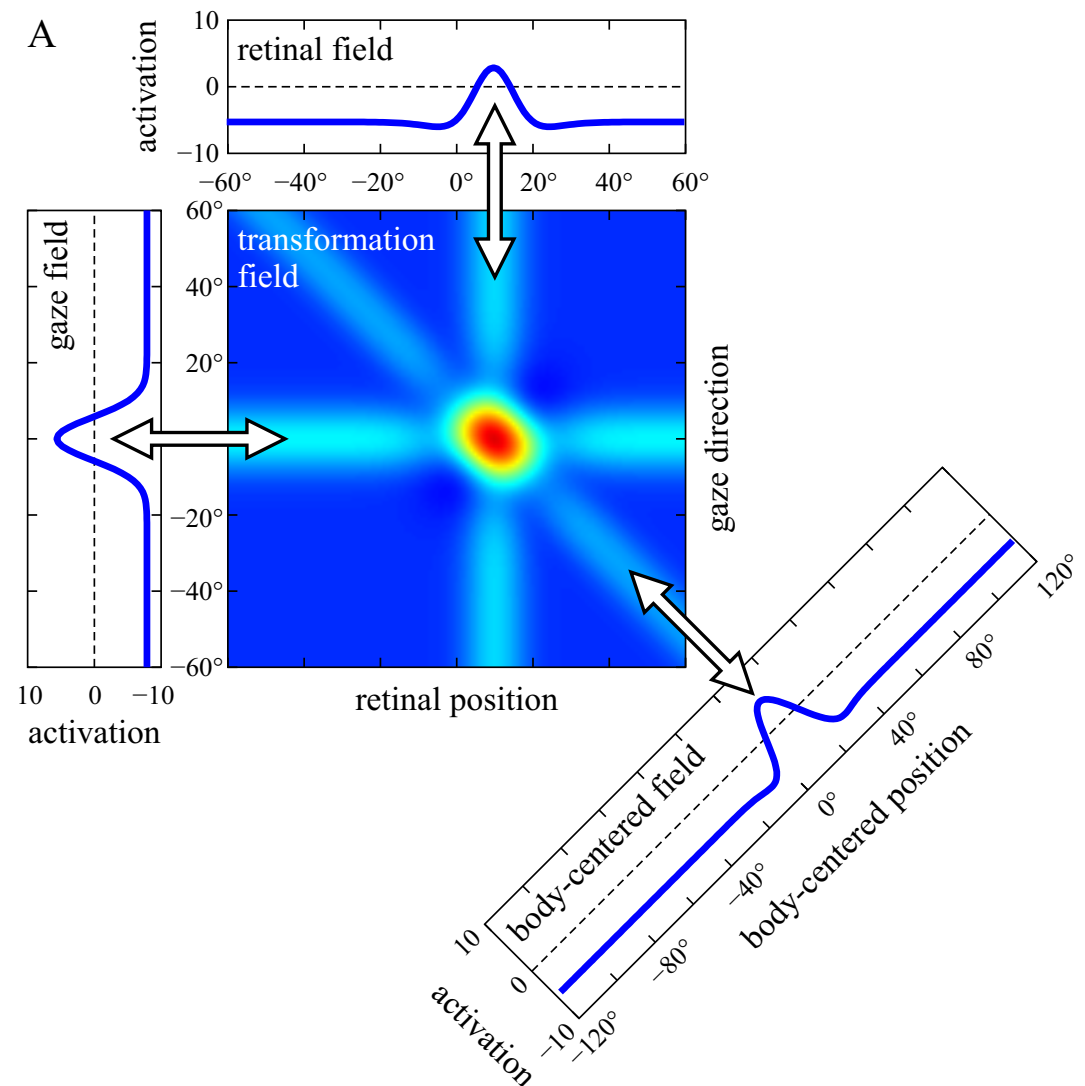 A
activation
10
0
−10
retinal field
−60°
−40°
−20°
0°
20°
40°
60°
gaze field
10
0
−10
activation
60°
40°
20°
−20°
−40°
−60°
transformation
field
gaze direction
retinal position
body-centered field
10
0
−10
activation
−120°
−80°
−40°
0°
40°
80°
120°
body-centered position